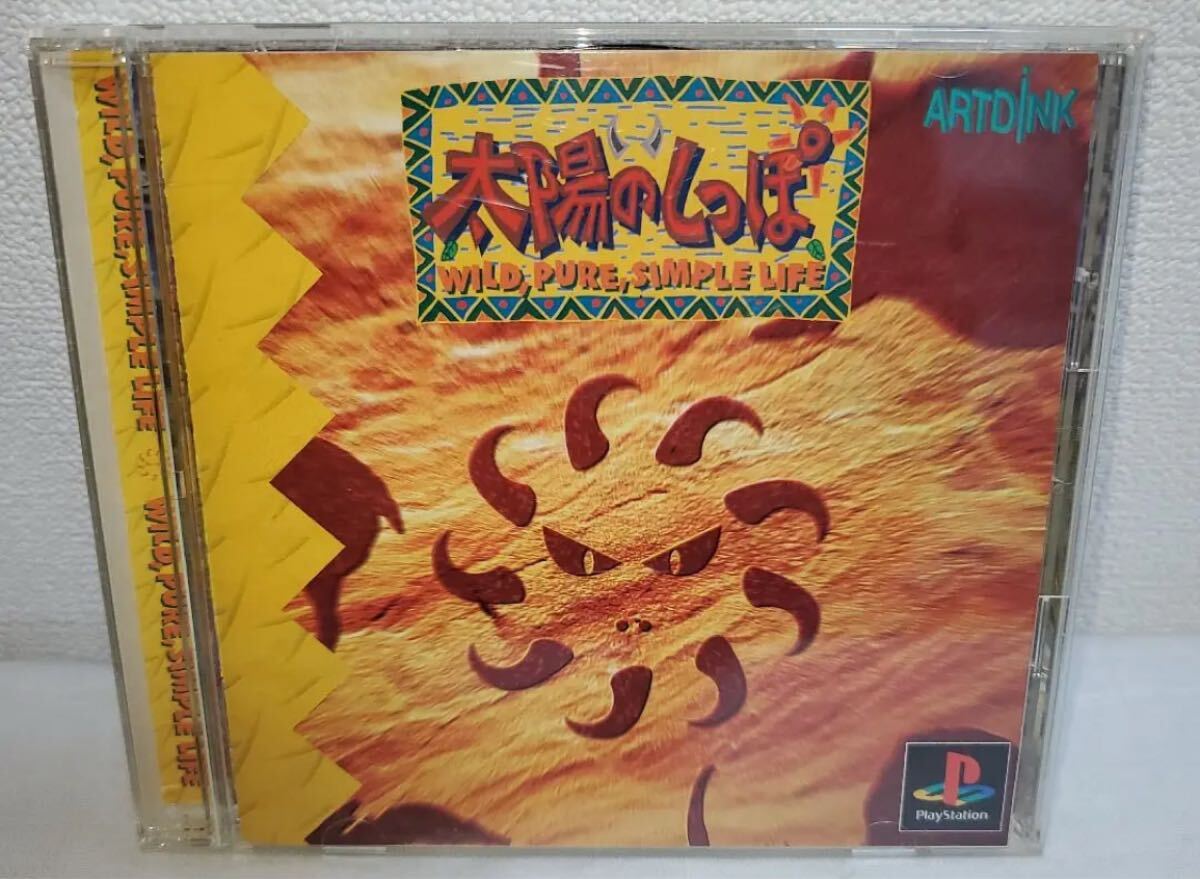 ARTDINK
太陽のしっぽ
WILD, PURE, SIMPLE LIFE
WILD, PURE, SIMPLE LIFE
WILD, PURE, SIMPLE LIFE
PlayStation